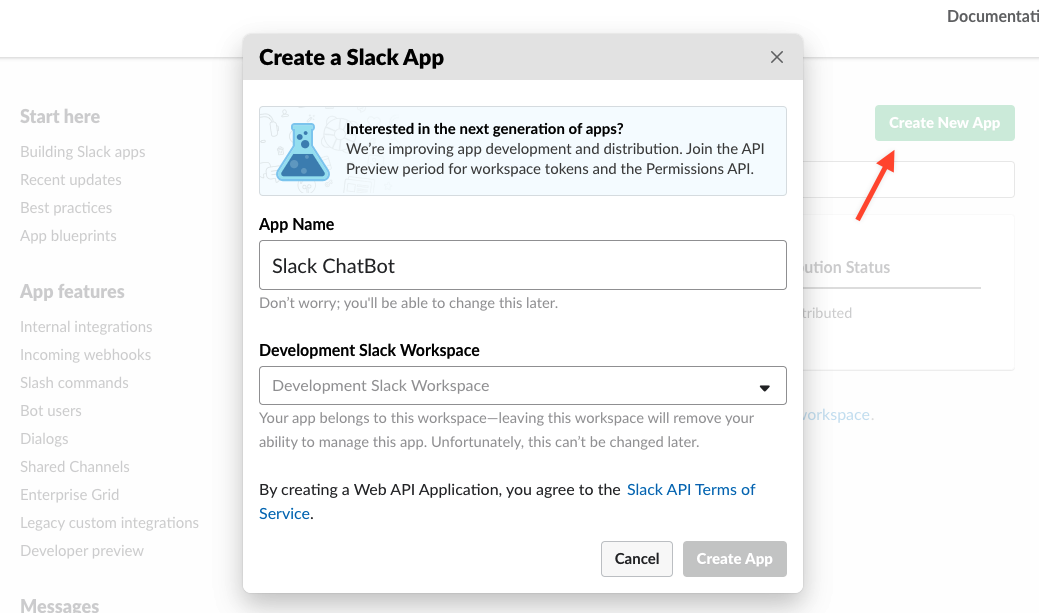 Documentati
Create a Slack App
Interested in the next generation of apps?
We're improving app development and distribution. Join the API
Preview period for workspace tokens and the Permissions API.
App Name
Slack ChatBot
Don't worry; you'll be able to change this later.
Development Slack Workspace
Development Slack Workspace
Your app belongs to this workspace—leaving this workspace will remove your
ability to manage this app. Unfortunately, this can't be changed later.
By creating a Web API Application, you agree to the Slack API Terms of
Service.
Cancel
Create App
Start here
Building Slack apps
Recent updates
Best practices
App blueprints
App features
Internal integrations
Incoming webhooks
Slash commands
Bot users
Dialogs
Shared Channels
Enterprise Grid
Legacy custom integrations
Developer preview
Messages
Create New App
ution Status
tributed
workspace.